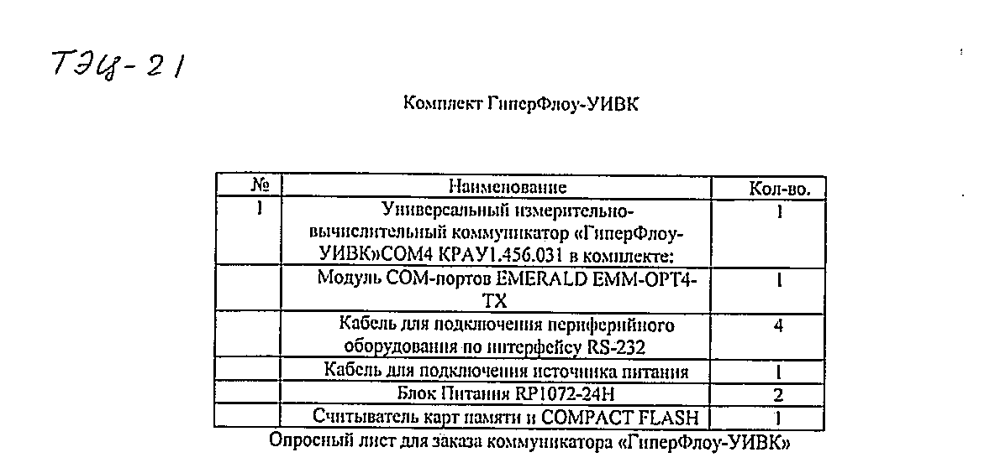 ТЭЦ-21
Комплект ГиперФлоу-УИВК
№ Наименование Кол-во.
1 Универсальный измерительно- 1
вычислительный коммуникатор «ГиперФлоу-
УИВК»COM4 КРАУ1.456.031 в комплекте:
Модуль COM-портов EMERALD EMM-OPT4- 1
TX
Кабель для подключения периферийного 4
оборудования по интерфейсу RS-232
Кабель для подключения источника питания 1
Блок Питания RP1072-24H 2
Считыватель карт памяти и COMPACT FLASH 1
Опросный лист для заказа коммуникатора «ГиперФлоу-УИВК»